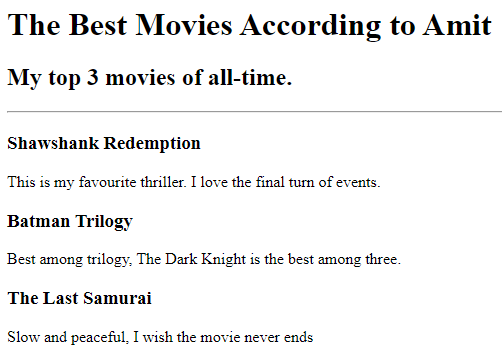 The Best Movies According to Amit
My top 3 movies of all-time.
Shawshank Redemption
This is my favourite thriller. I love the final turn of events.
Batman Trilogy
Best among trilogy, The Dark Knight is the best among three.
The Last Samurai
Slow and peaceful, I wish the movie never ends